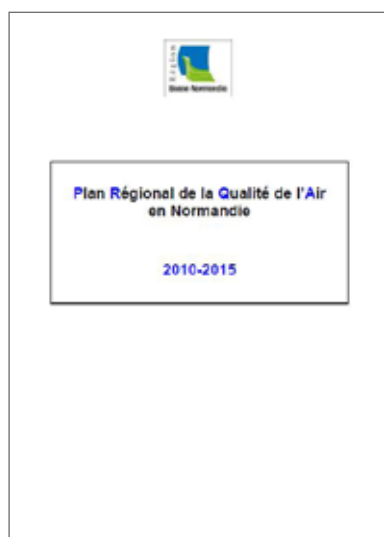 Région
Basse Normandie
Plan Régional de la Qualité de l'Air
en Normandie
2010-2015